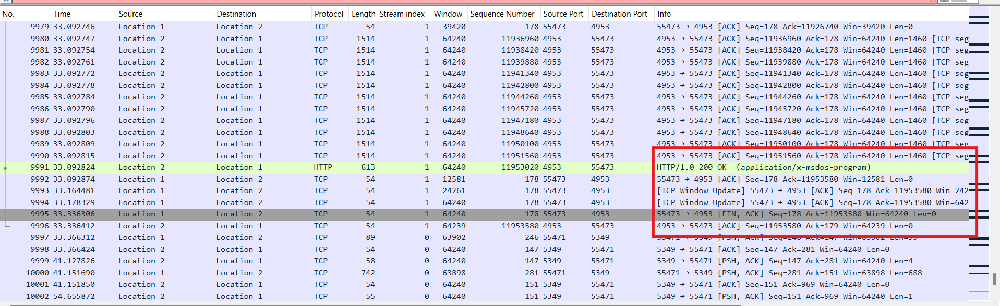 No. Time Source Destination Protocol Length Stream index Window Sequence Number Source Port Destination Port Info
9979 33.092746 Location 1 Location 2 TCP 54 1 39420 178 55473 4953 55473 → 4953 [ACK] Seq=178 Ack=11926740 Win=39420 Len=0
9980 33.092747 Location 2 Location 1 TCP 1514 1 64240 11936960 4953 55473 4953 → 55473 [ACK] Seq=11936960 Ack=178 Win=64240 Len=1460 [TCP seg
9981 33.092754 Location 2 Location 1 TCP 1514 1 64240 11938420 4953 55473 4953 → 55473 [ACK] Seq=11938420 Ack=178 Win=64240 Len=1460 [TCP seg
9982 33.092761 Location 2 Location 1 TCP 1514 1 64240 11939880 4953 55473 4953 → 55473 [ACK] Seq=11939880 Ack=178 Win=64240 Len=1460 [TCP seg
9983 33.092772 Location 2 Location 1 TCP 1514 1 64240 11941340 4953 55473 4953 → 55473 [ACK] Seq=11941340 Ack=178 Win=64240 Len=1460 [TCP seg
9984 33.092778 Location 2 Location 1 TCP 1514 1 64240 11942800 4953 55473 4953 → 55473 [ACK] Seq=11942800 Ack=178 Win=64240 Len=1460 [TCP seg
9985 33.092784 Location 2 Location 1 TCP 1514 1 64240 11944260 4953 55473 4953 → 55473 [ACK] Seq=11944260 Ack=178 Win=64240 Len=1460 [TCP seg
9986 33.092790 Location 2 Location 1 TCP 1514 1 64240 11945720 4953 55473 4953 → 55473 [ACK] Seq=11945720 Ack=178 Win=64240 Len=1460 [TCP seg
9987 33.092796 Location 2 Location 1 TCP 1514 1 64240 11947180 4953 55473 4953 → 55473 [ACK] Seq=11947180 Ack=178 Win=64240 Len=1460 [TCP seg
9988 33.092803 Location 2 Location 1 TCP 1514 1 64240 11948640 4953 55473 4953 → 55473 [ACK] Seq=11948640 Ack=178 Win=64240 Len=1460 [TCP seg
9989 33.092809 Location 2 Location 1 TCP 1514 1 64240 11950100 4953 55473 4953 → 55473 [ACK] Seq=11950100 Ack=178 Win=64240 Len=1460 [TCP seg
9990 33.092815 Location 2 Location 1 TCP 1514 1 64240 11951560 4953 55473 4953 → 55473 [ACK] Seq=11951560 Ack=178 Win=64240 Len=1460 [TCP seg
9991 33.092824 Location 2 Location 1 HTTP 613 1 64240 11953020 4953 55473 HTTP/1.0 200 OK (application/x-msdos-program)
9992 33.092874 Location 1 Location 2 TCP 54 1 12581 178 55473 4953 55473 → 4953 [ACK] Seq=178 Ack=11953580 Win=12581 Len=0
9993 33.164481 Location 1 Location 2 TCP 54 1 24261 178 55473 4953 [TCP Window Update] 55473 → 4953 [ACK] Seq=178 Ack=11953580 Win=242
9994 33.178329 Location 1 Location 2 TCP 54 1 64240 178 55473 4953 [TCP Window Update] 55473 → 4953 [ACK] Seq=178 Ack=11953580 Win=642
9995 33.336306 Location 1 Location 2 TCP 54 1 64240 178 55473 4953 55473 → 4953 [FIN, ACK] Seq=178 Ack=11953580 Win=64240 Len=0
9996 33.336412 Location 2 Location 1 TCP 54 1 64239 11953580 4953 55473 4953 → 55473 [ACK] Seq=11953580 Ack=179 Win=64239 Len=0
9997 33.366312 Location 1 Location 2 TCP 89 0 63902 246 55471 5349 55471 → 5349 [PSH, ACK] Seq=246 Ack=147 Win=63902 Len=35
9998 33.366424 Location 2 Location 1 TCP 54 0 64240 147 5349 55471 5349 → 55471 [ACK] Seq=147 Ack=281 Win=64240 Len=0
9999 41.127826 Location 2 Location 1 TCP 58 0 64240 147 5349 55471 5349 → 55471 [PSH, ACK] Seq=147 Ack=281 Win=64240 Len=4
10000 41.151690 Location 1 Location 2 TCP 742 0 63898 281 55471 5349 55471 → 5349 [PSH, ACK] Seq=281 Ack=151 Win=63898 Len=688
10001 41.151850 Location 2 Location 1 TCP 54 0 64240 151 5349 55471 5349 → 55471 [ACK] Seq=151 Ack=969 Win=64240 Len=0
10002 54.655872 Location 2 Location 1 TCP 55 0 64240 151 5349 55471 5349 → 55471 [PSH, ACK] Seq=151 Ack=969 Win=64240 Len=1